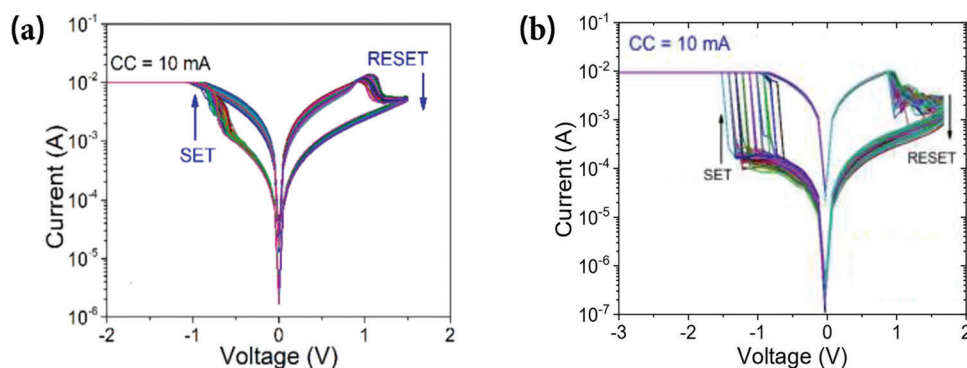 (a)
10⁻¹
10⁻²
10⁻³
10⁻⁴
10⁻⁵
10⁻⁶
Current (A)
CC = 10 mA
RESET
SET
-2
-1
0
1
2
Voltage (V)
(b)
10⁻¹
10⁻²
10⁻³
10⁻⁴
10⁻⁵
10⁻⁶
10⁻⁷
Current (A)
CC = 10 mA
SET
RESET
-3
-2
-1
0
1
2
Voltage (V)